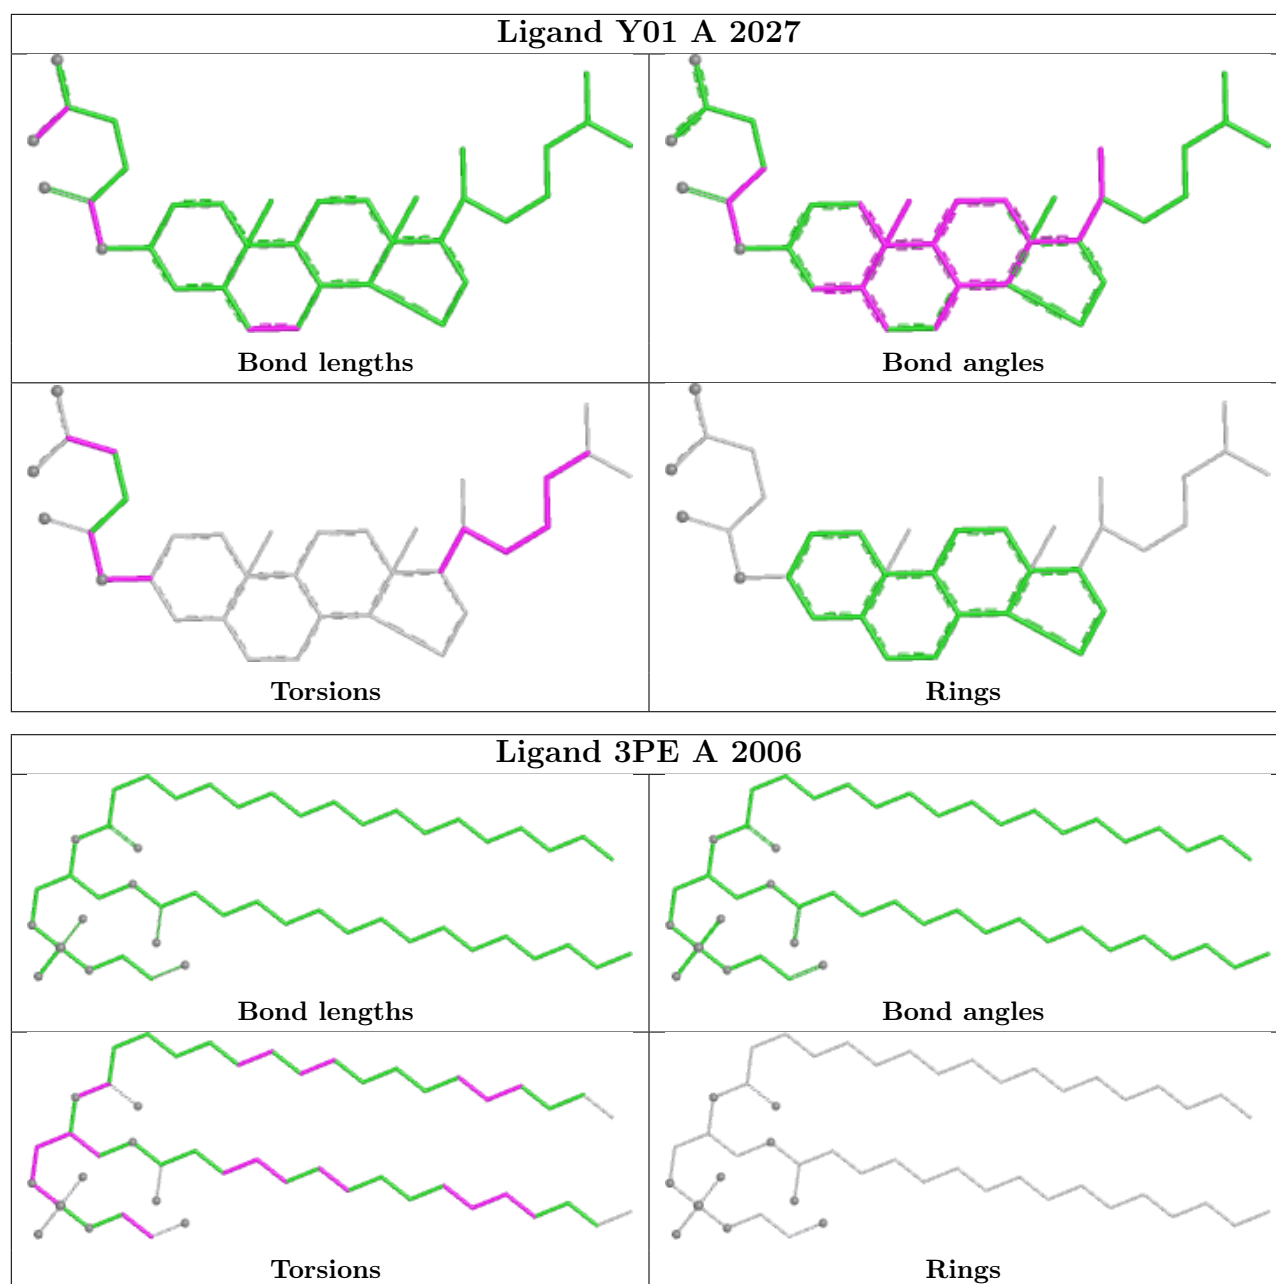 Ligand Y01 A 2027
Bond lengths
Bond angles
Torsions
Rings
Ligand 3PE A 2006
Bond lengths
Bond angles
Torsions
Rings